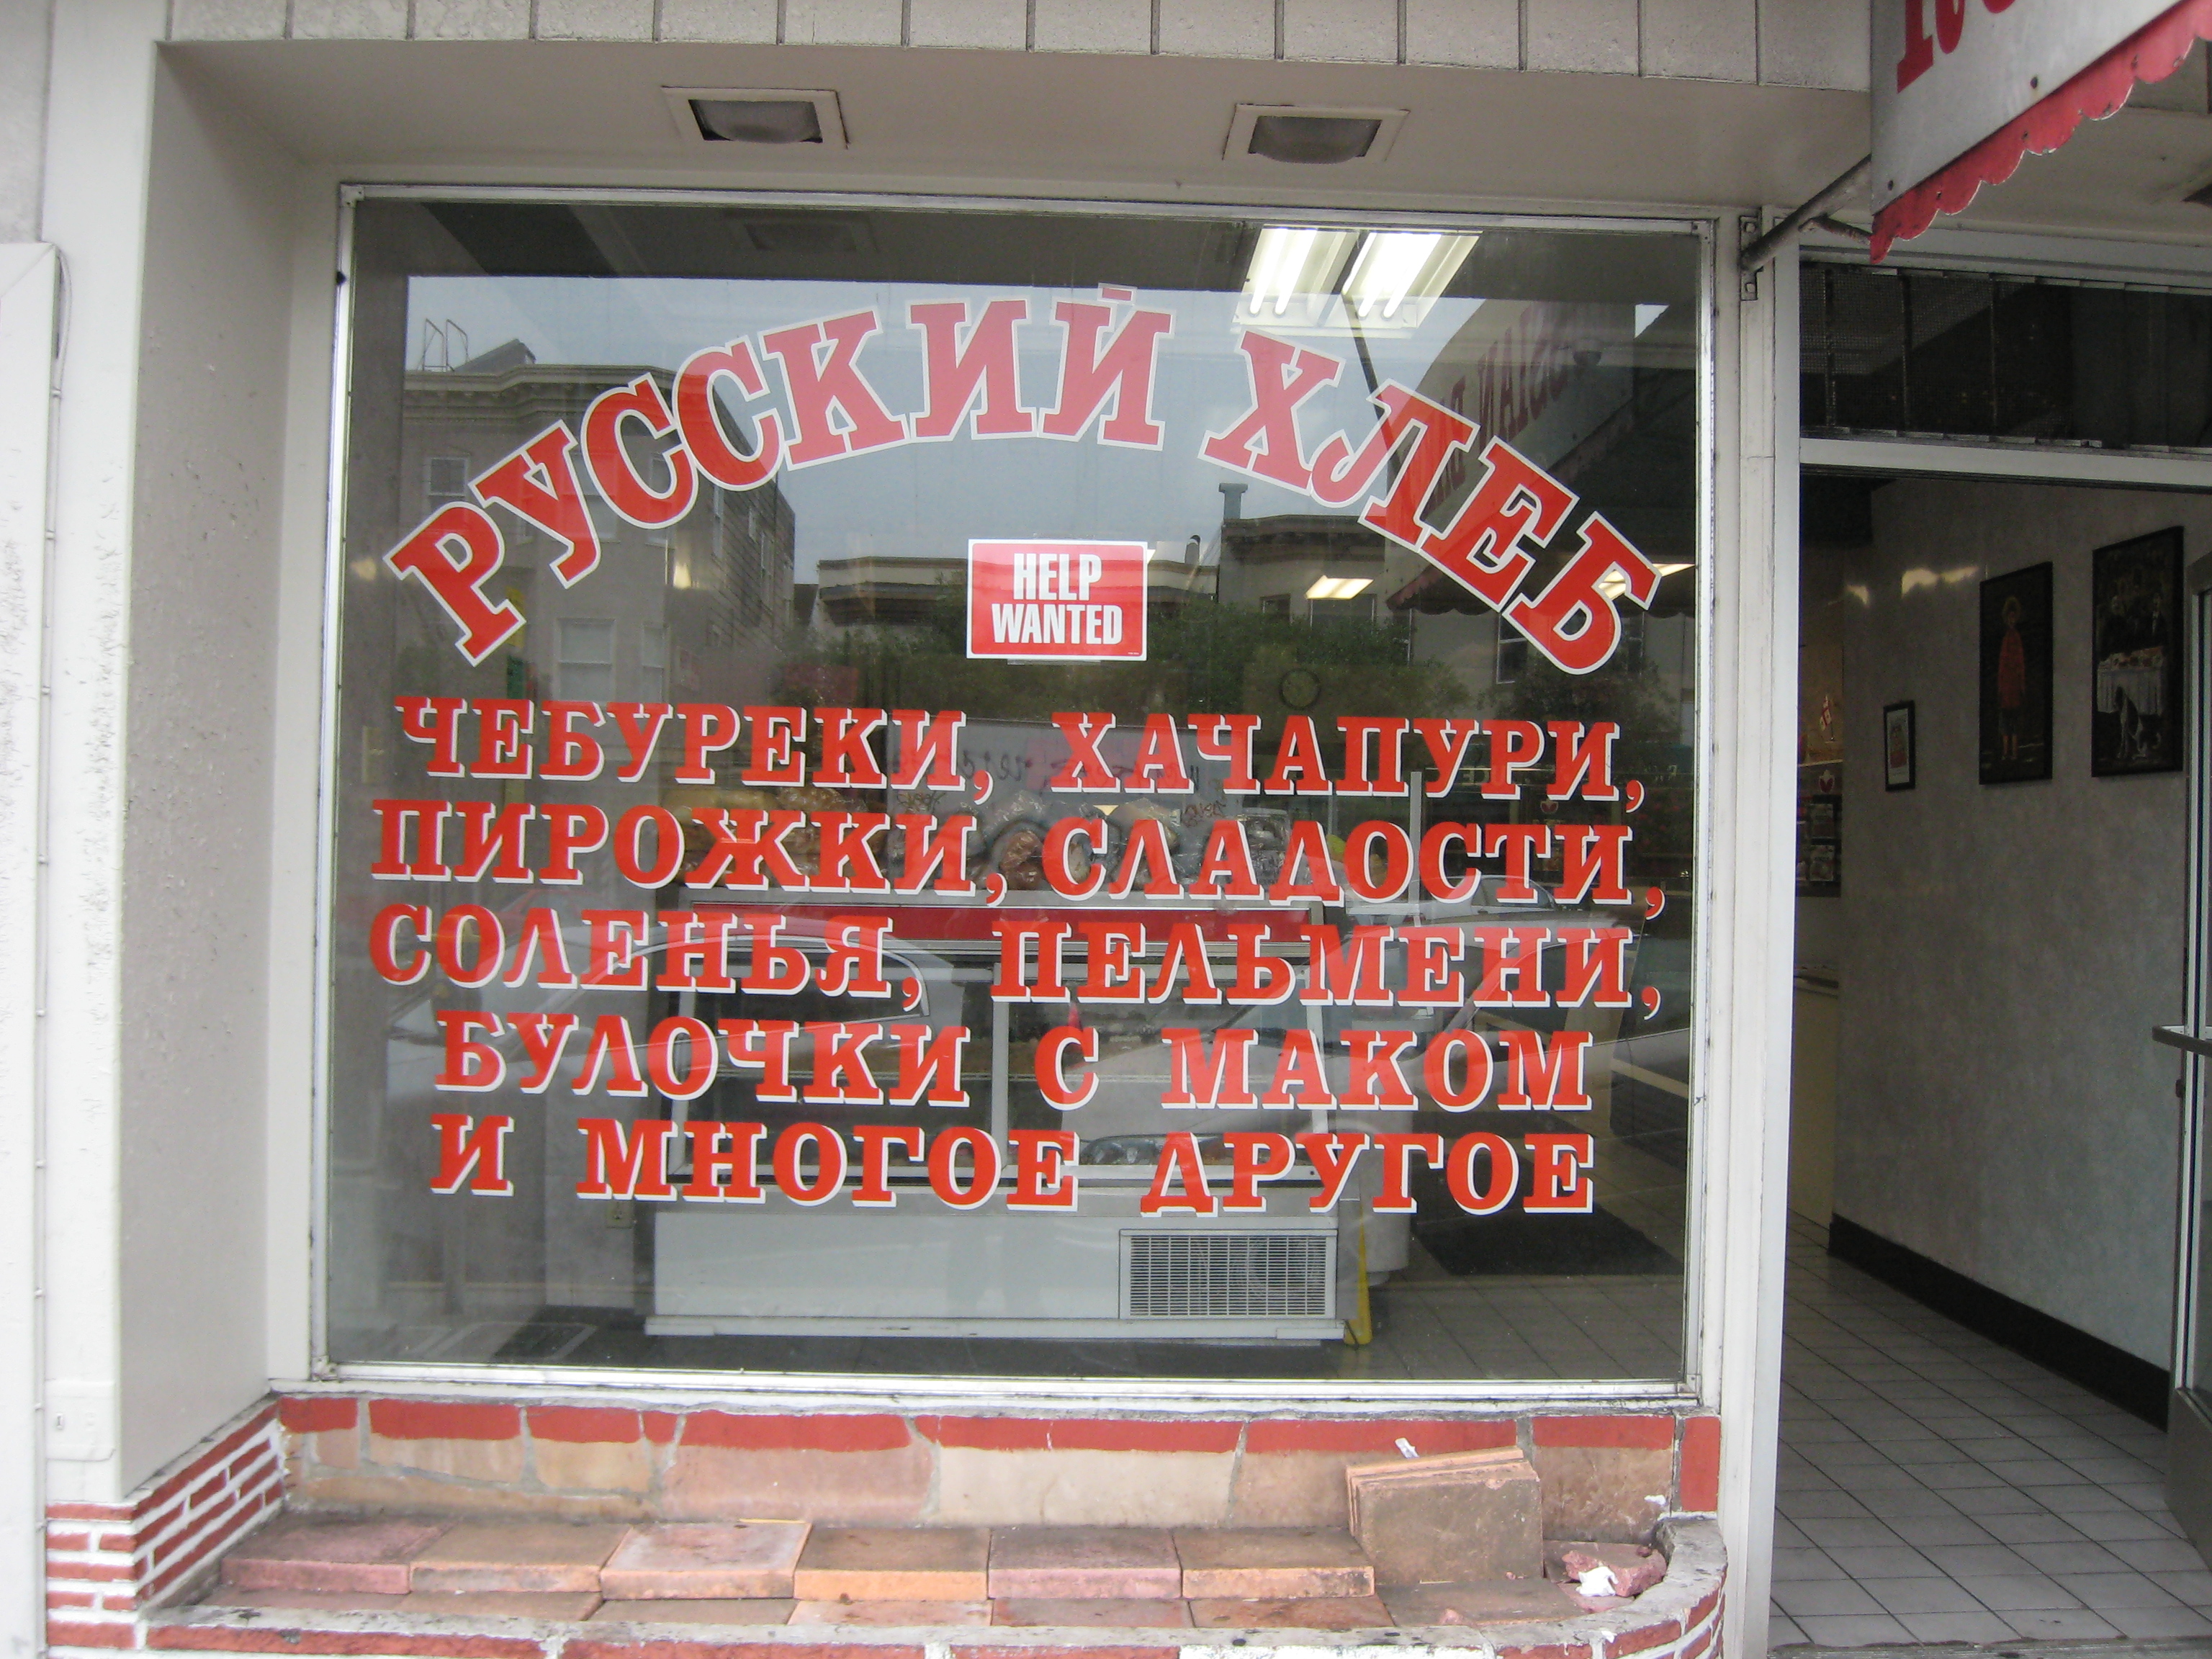 РУССКИЙ ХЛЕБ
HELP
WANTED
ЧЕБУРЕКИ, ХАЧАПУРИ,
ПИРОЖКИ, СЛАДОСТИ,
СОЛЕНЬЯ, ПЕЛЬМЕНИ,
БУЛОЧКИ С МАКОМ
И МНОГОЕ ДРУГОЕ